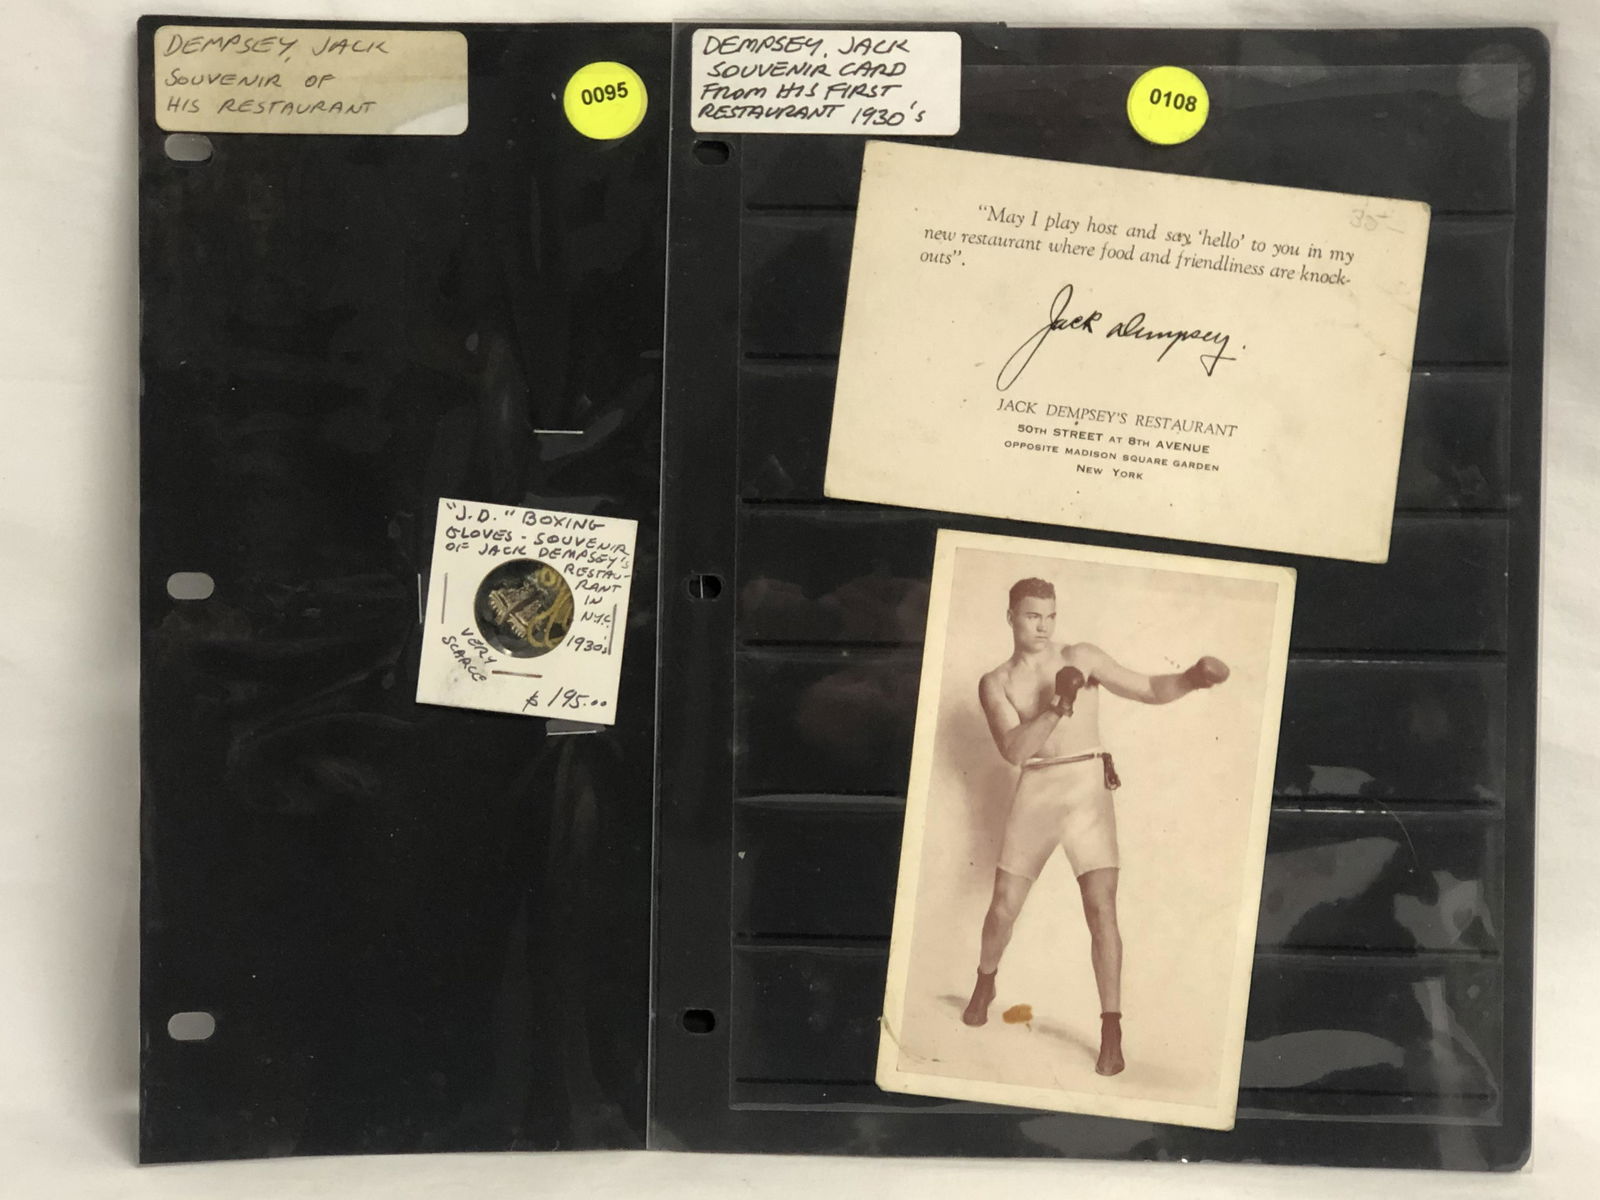 DEMPSEY, JACK
SOUVENIR OF
HIS RESTAURANT
0095
"J.D." BOXING
GLOVES - SOUVENIR
OF JACK DEMPSEY'S
RESTAU-
RANT
IN
N.Y.C.
1930s
VERY
SCARCE
$195.00
DEMPSEY, JACK
SOUVENIR CARD
FROM HIS FIRST
RESTAURANT 1930's
0108
35-
"May I play host and say, 'hello' to you in my
new restaurant where food and friendliness are knock-
outs".
Jack Dempsey.
JACK DEMPSEY'S RESTAURANT
50TH STREET AT 8TH AVENUE
OPPOSITE MADISON SQUARE GARDEN
NEW YORK